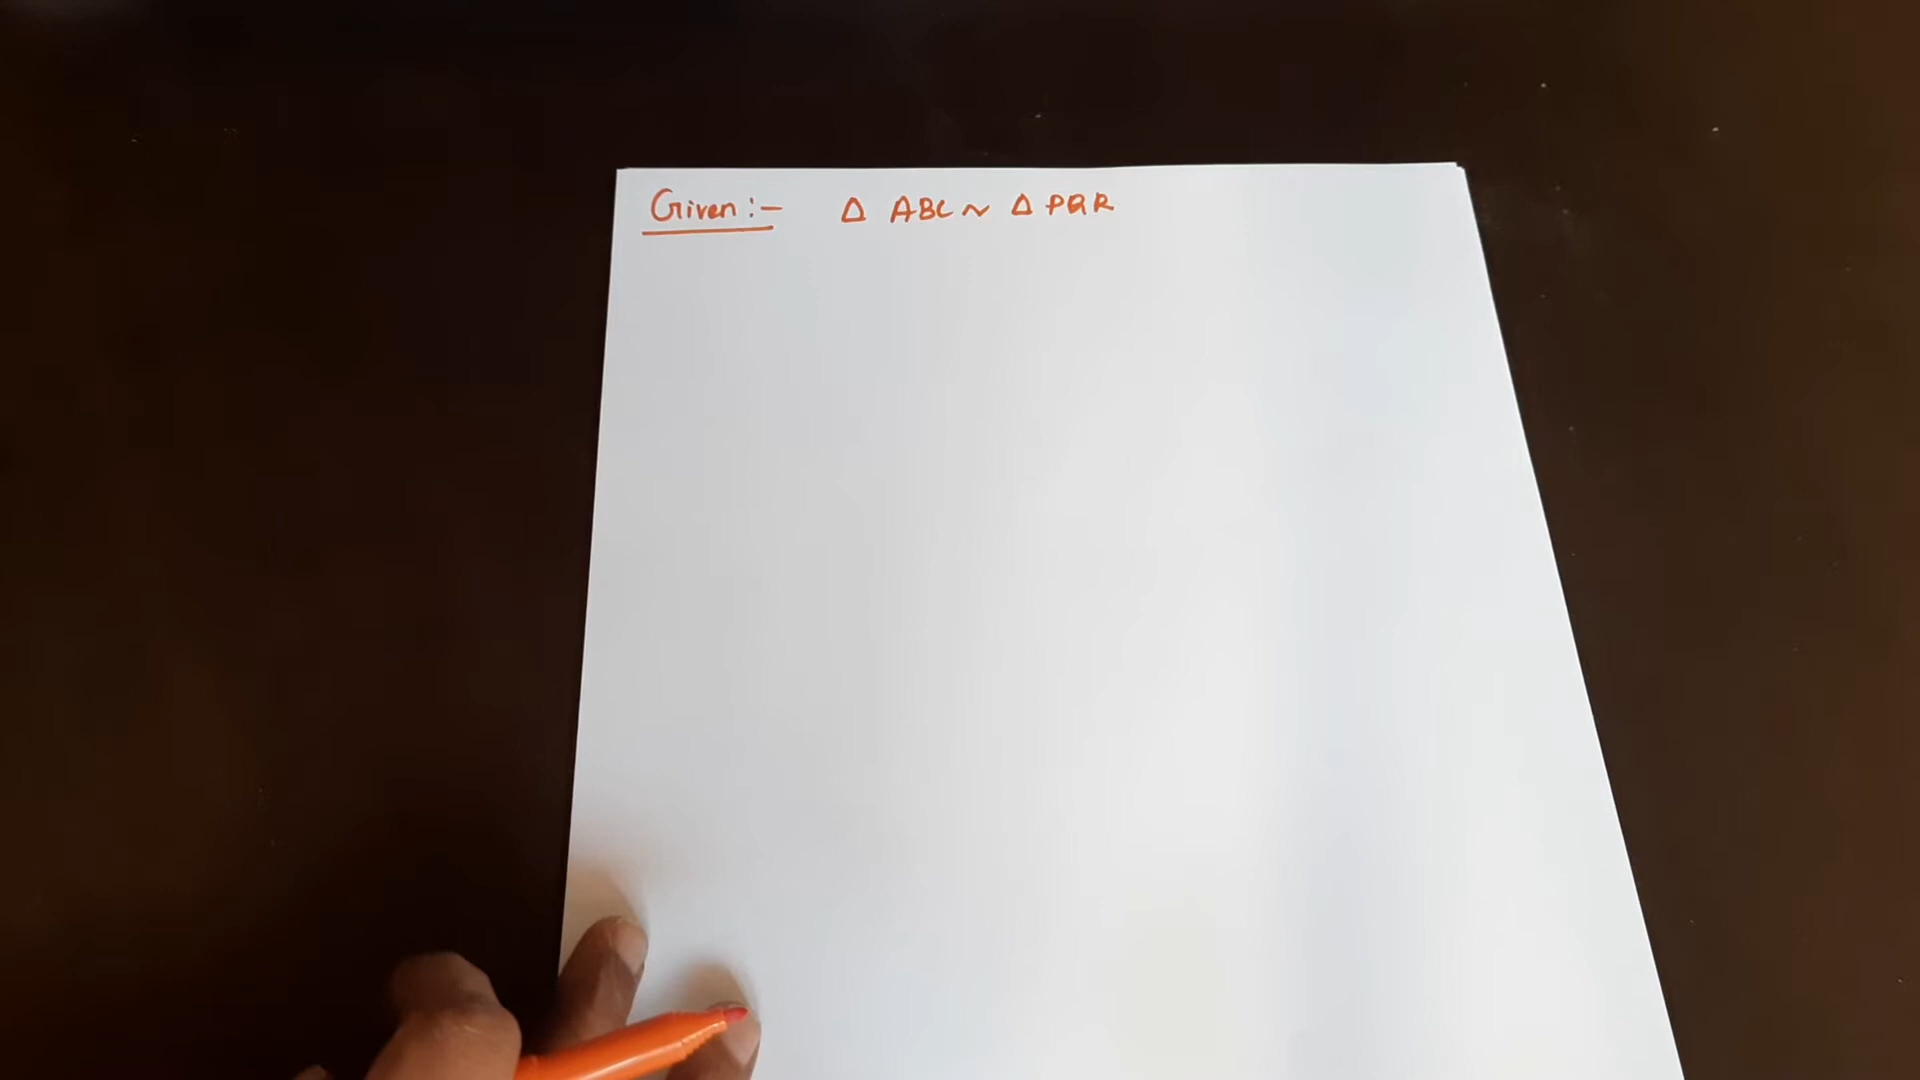 Given :- Δ ABC ~ Δ PQR